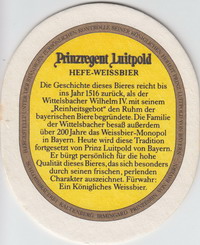 Prinzregent Luitpold
HEFE-WEISSBIER
Die Geschichte dieses Bieres reicht bis
ins Jahr 1516 zurück, als der
Wittelsbacher Wilhelm IV. mit seinem
„Reinheitsgebot" den Ruhm der
bayerischen Biere begründete. Die Familie
der Wittelsbacher besaß außerdem
über 200 Jahre das Weissbier-Monopol
in Bayern. Heute wird diese Tradition
fortgesetzt von Prinz Luitpold von Bayern.
Er bürgt persönlich für die hohe
Qualität dieses Bieres, das sich besonders
durch seinen frischen, perlenden
Charakter auszeichnet. Fürwahr:
Ein Königliches Weissbier.